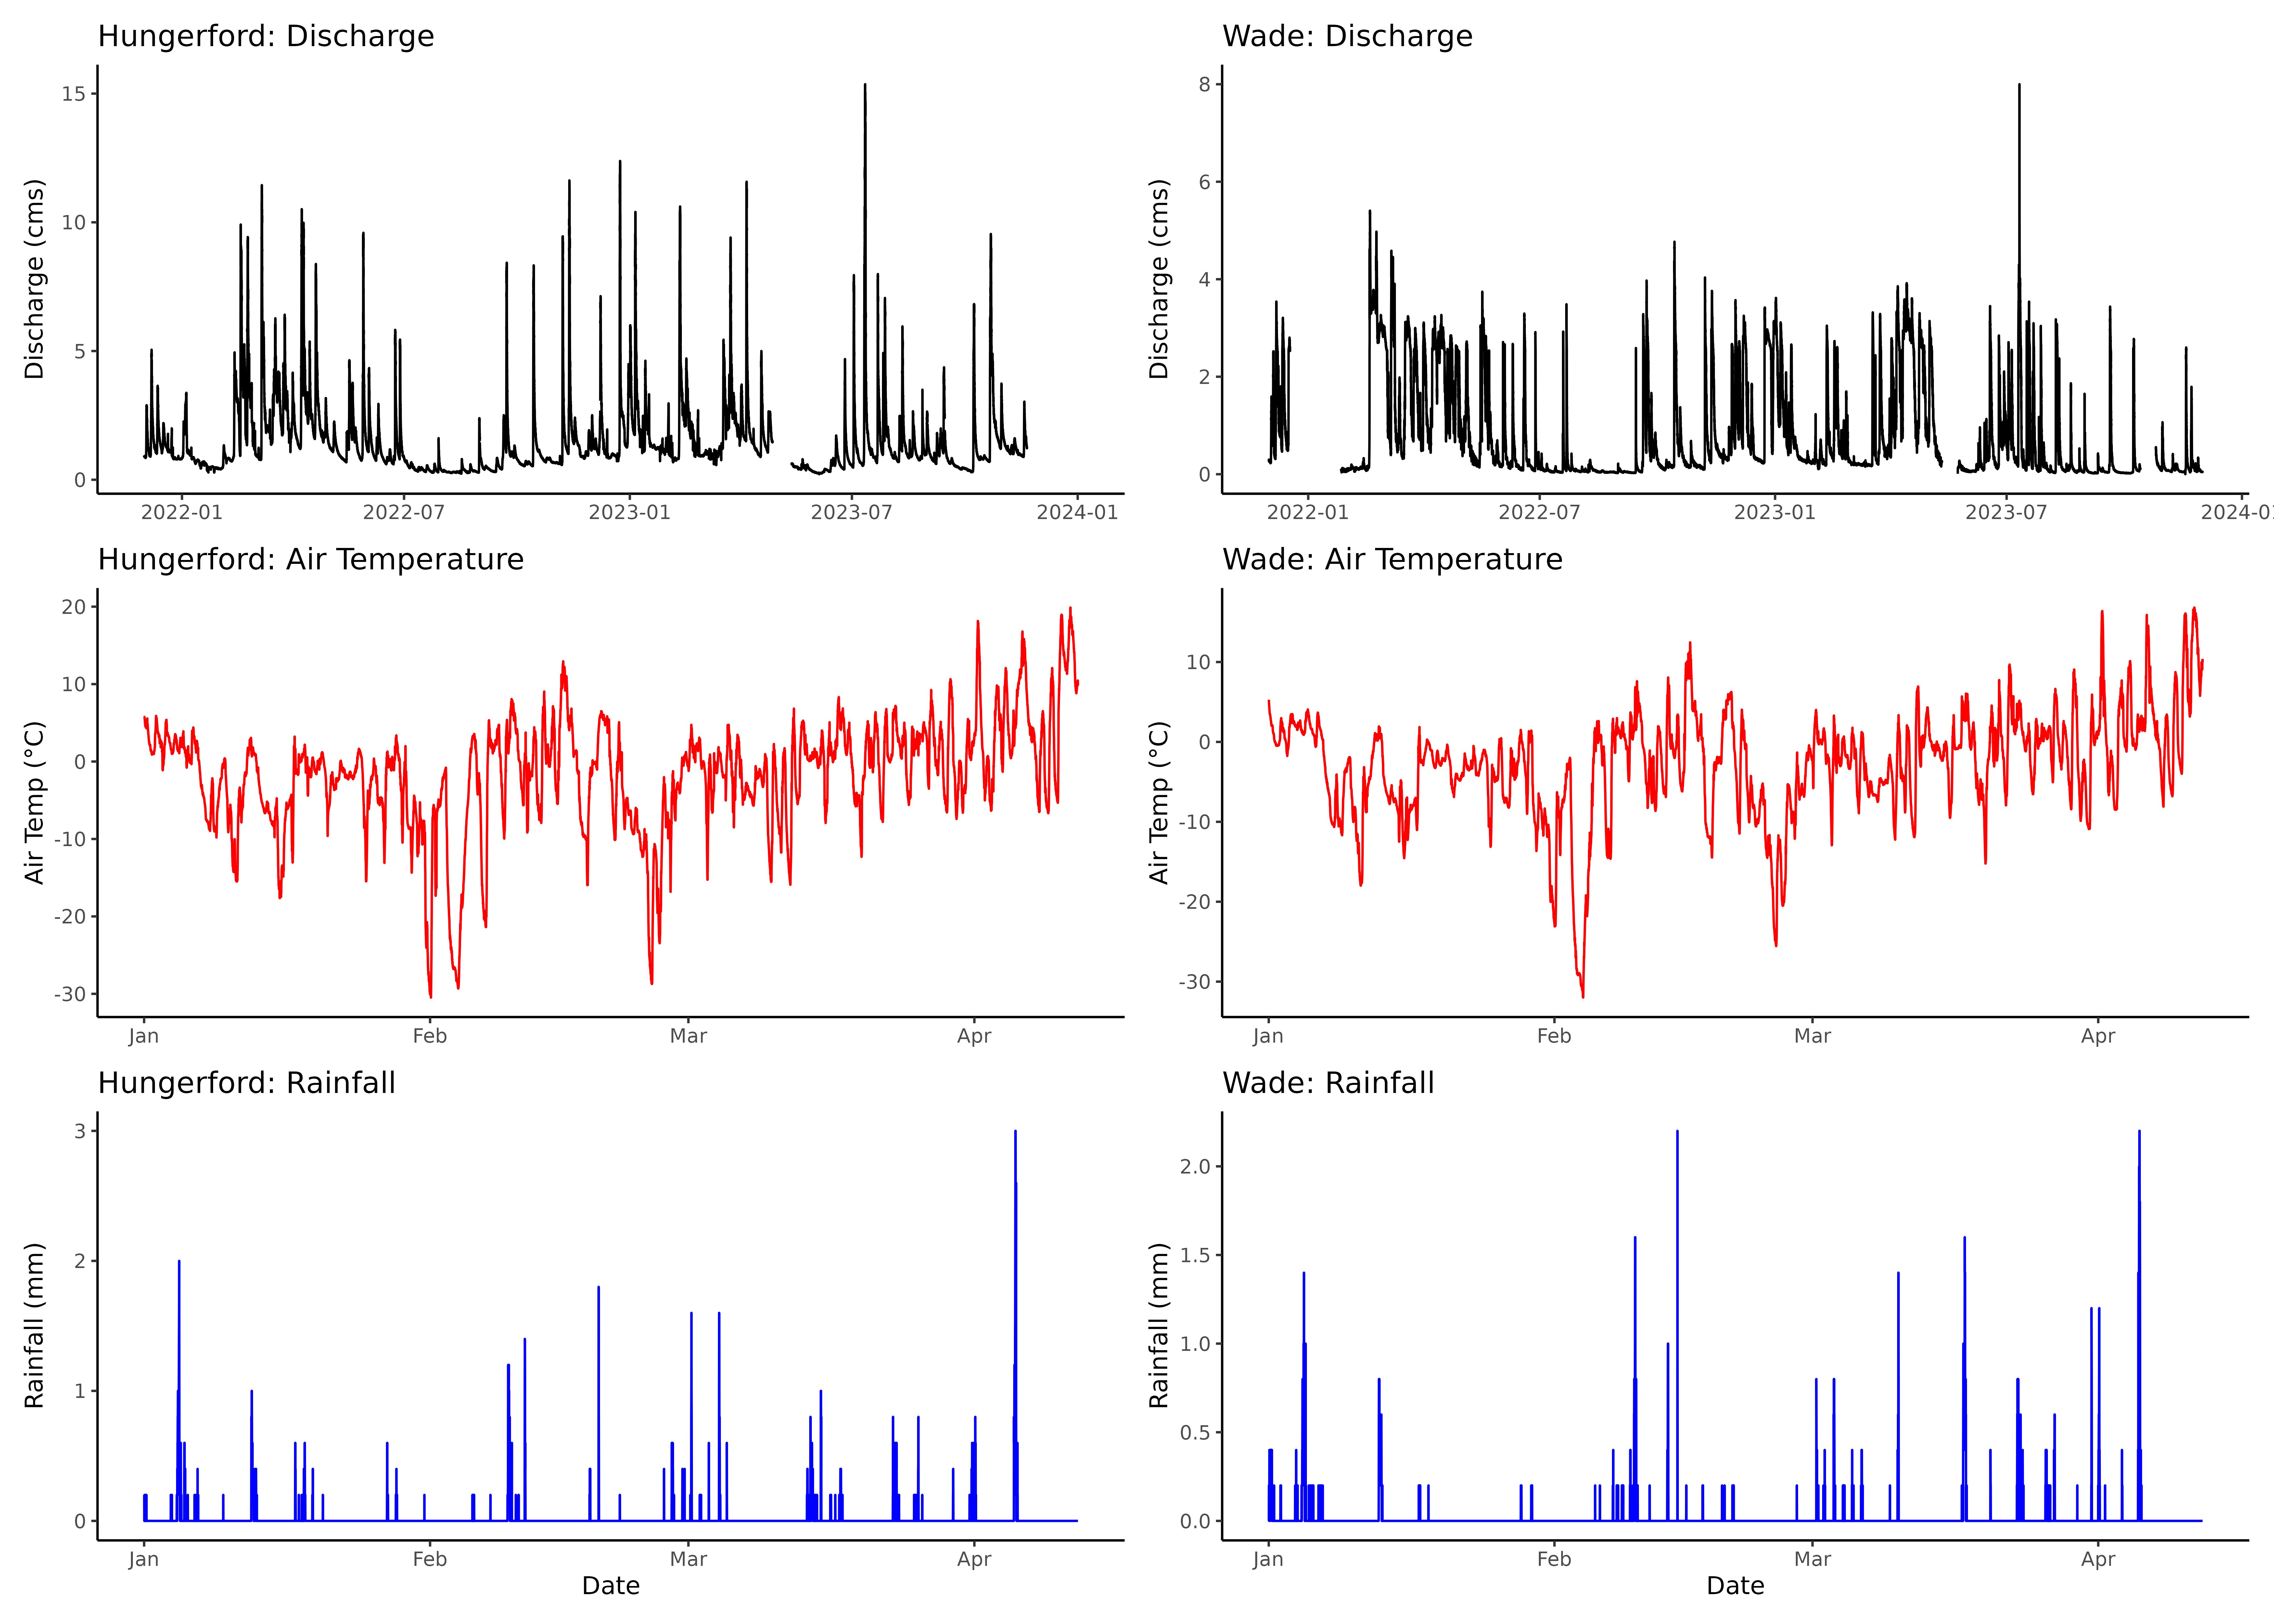 Hungerford: Discharge
Discharge (cms)
15
10
5
0
2022-01 2022-07 2023-01 2023-07 2024-01
Wade: Discharge
Discharge (cms)
8
6
4
2
0
2022-01 2022-07 2023-01 2023-07 2024-0
Hungerford: Air Temperature
Air Temp (°C)
20
10
0
-10
-20
-30
Jan Feb Mar Apr
Wade: Air Temperature
Air Temp (°C)
10
0
-10
-20
-30
Jan Feb Mar Apr
Hungerford: Rainfall
Rainfall (mm)
3
2
1
0
Jan Feb Mar Apr
Date
Wade: Rainfall
Rainfall (mm)
2.0
1.5
1.0
0.5
0.0
Jan Feb Mar Apr
Date